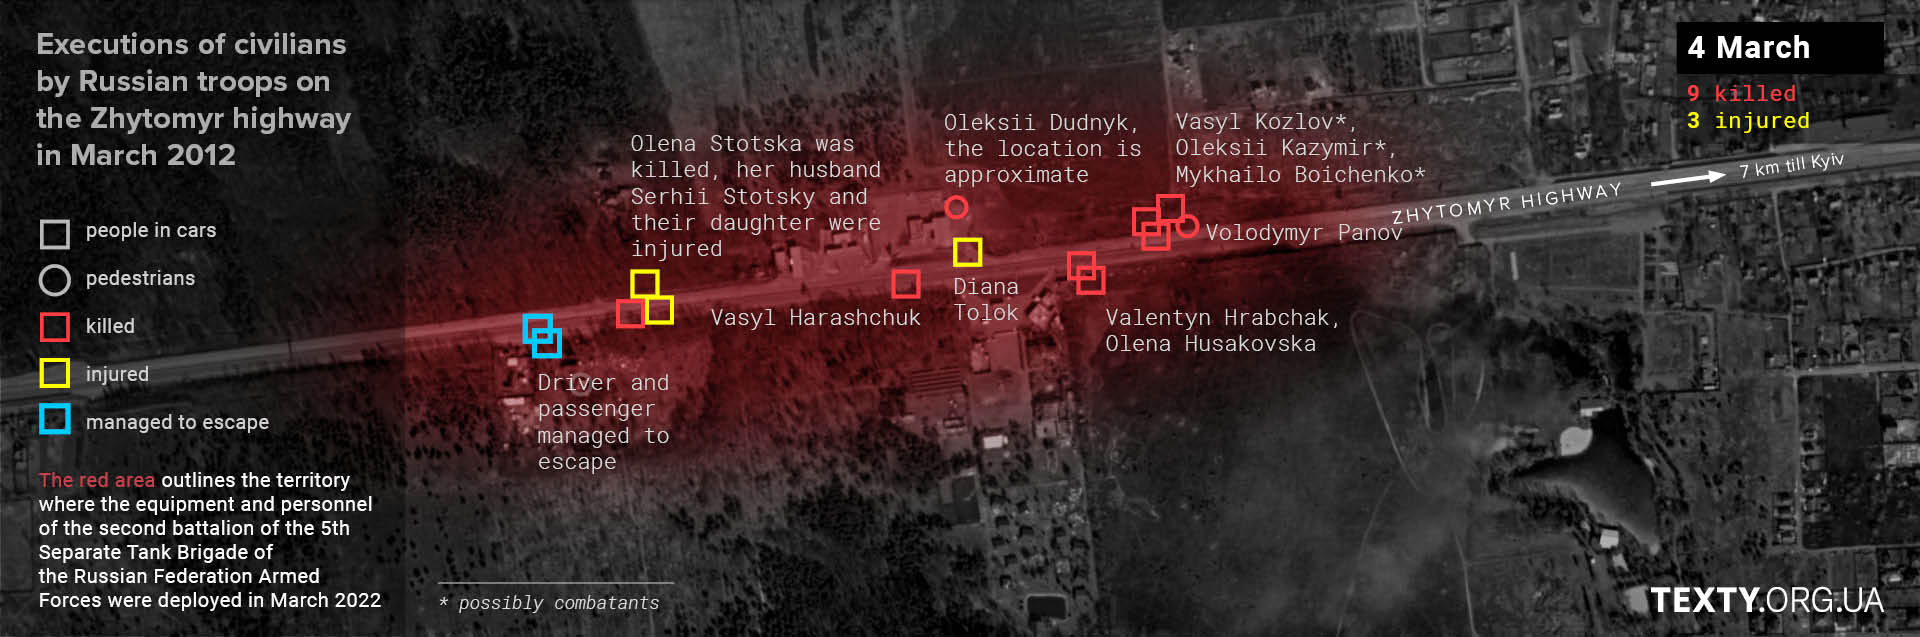 Executions of civilians
by Russian troops on
the Zhytomyr highway
in March 2012
people in cars
pedestrians
killed
injured
managed to escape
The red area outlines the territory
where the equipment and personnel
of the second battalion of the 5th
Separate Tank Brigade of
the Russian Federation Armed
Forces were deployed in March 2022
Driver and
passenger
managed to
escape
* possibly combatants
Olena Stotska was
killed, her husband
Serhii Stotsky and
their daughter were
injured
Vasyl Harashchuk
Oleksii Dudnyk,
the location is
approximate
Diana
Tolok
Vasyl Kozlov*,
Oleksii Kazymir*,
Mykhailo Boichenko*
Volodymyr Panov
Valentyn Hrabchak,
Olena Husakovska
ZHYTOMYR HIGHWAY
7 km till Kyiv
4 March
9 killed
3 injured
TEXTY.ORG.UA